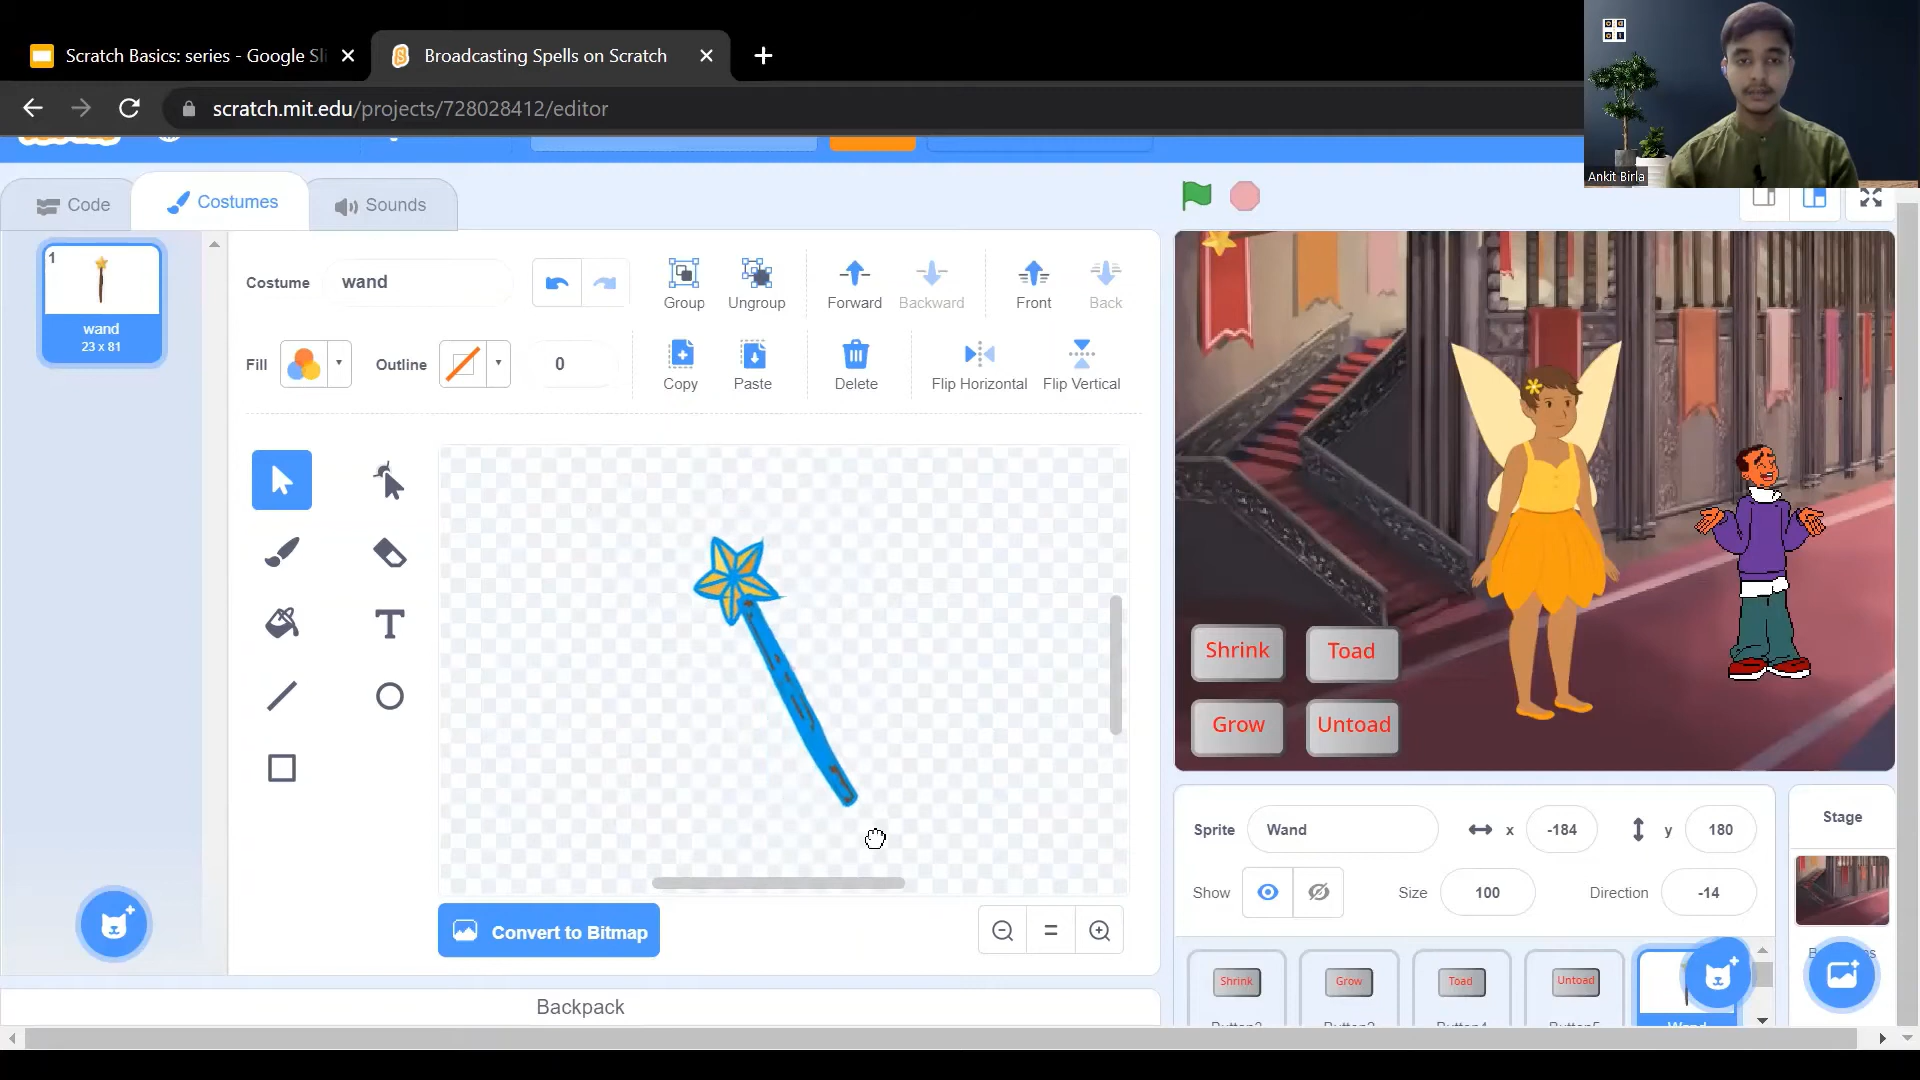 Scratch Basics: series - Google Sli
Broadcasting Spells on Scratch
scratch.mit.edu/projects/728028412/editor
Ankit Birla
Code
Costumes
Sounds
1
wand
23 x 81
Costume
wand
Group
Ungroup
Forward
Backward
Front
Back
Fill
Outline
0
Copy
Paste
Delete
Flip Horizontal
Flip Vertical
Shrink
Toad
Grow
Untoad
Convert to Bitmap
Backpack
Sprite
Wand
x
-184
y
180
Show
Size
100
Direction
-14
Stage
Shrink
Grow
Toad
Untoad
Wand